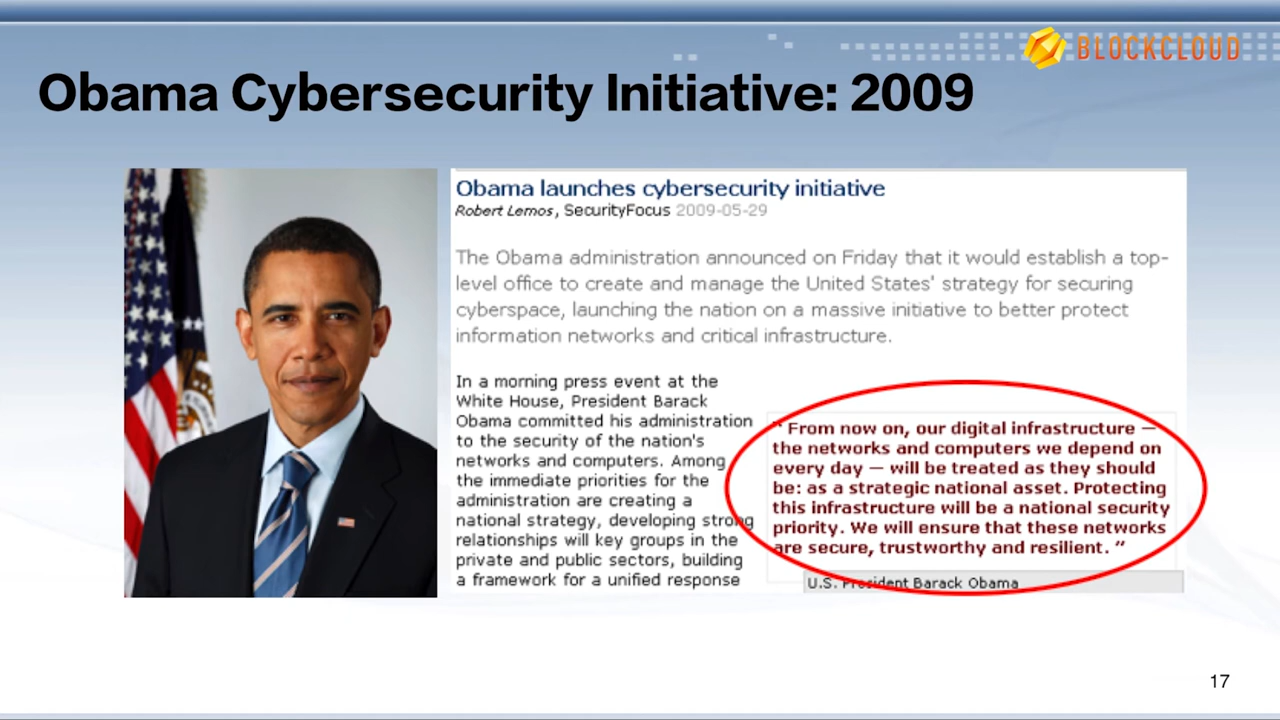 BLOCKCLOUD
Obama Cybersecurity Initiative: 2009
Obama launches cybersecurity initiative
Robert Lemos, SecurityFocus 2009-05-29
The Obama administration announced on Friday that it would establish a top-
level office to create and manage the United States' strategy for securing
cyberspace, launching the nation on a massive initiative to better protect
information networks and critical infrastructure.
In a morning press event at the
White House, President Barack
Obama committed his administration
to the security of the nation's
networks and computers. Among
the immediate priorities for the
administration are creating a
national strategy, developing strong
relationships will key groups in the
private and public sectors, building
a framework for a unified response
“ From now on, our digital infrastructure —
the networks and computers we depend on
every day — will be treated as they should
be: as a strategic national asset. Protecting
this infrastructure will be a national security
priority. We will ensure that these networks
are secure, trustworthy and resilient. ”
U.S. President Barack Obama
17